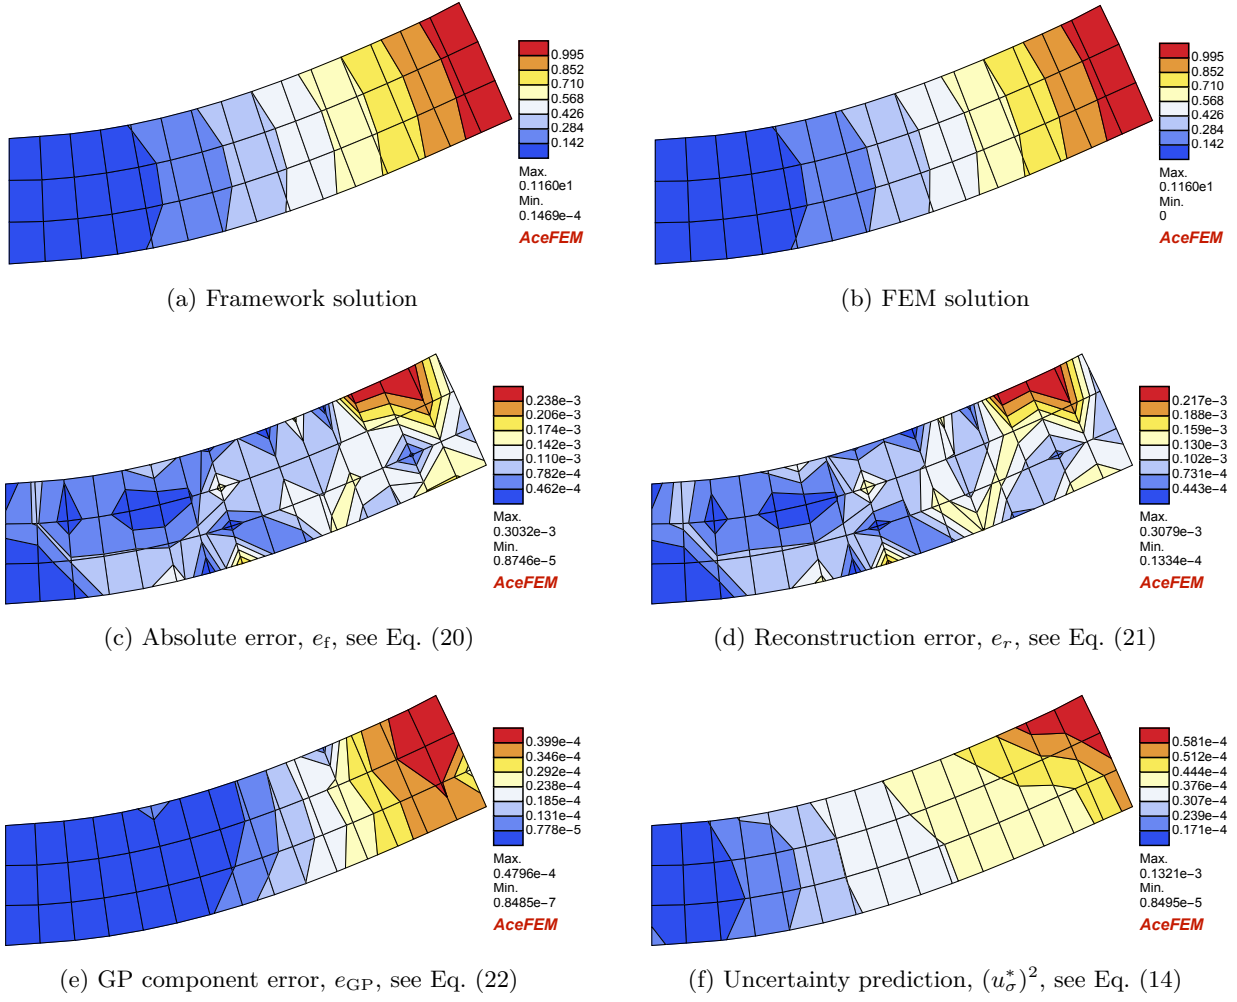 0.995
0.852
0.710
0.568
0.426
0.284
0.142
Max.
0.1160e1
Min.
0.1469e−4
AceFEM
(a) Framework solution
0.995
0.852
0.710
0.568
0.426
0.284
0.142
Max.
0.1160e1
Min.
0
AceFEM
(b) FEM solution
0.238e−3
0.206e−3
0.174e−3
0.142e−3
0.110e−3
0.782e−4
0.462e−4
Max.
0.3032e−3
Min.
0.8746e−5
AceFEM
(c) Absolute error, e_f, see Eq. (20)
0.217e−3
0.188e−3
0.159e−3
0.130e−3
0.102e−3
0.731e−4
0.443e−4
Max.
0.3079e−3
Min.
0.1334e−4
AceFEM
(d) Reconstruction error, e_r, see Eq. (21)
0.399e−4
0.346e−4
0.292e−4
0.238e−4
0.185e−4
0.131e−4
0.778e−5
Max.
0.4796e−4
Min.
0.8485e−7
AceFEM
(e) GP component error, e_GP, see Eq. (22)
0.581e−4
0.512e−4
0.444e−4
0.376e−4
0.307e−4
0.239e−4
0.171e−4
Max.
0.1321e−3
Min.
0.8495e−5
AceFEM
(f) Uncertainty prediction, (u*_σ)², see Eq. (14)